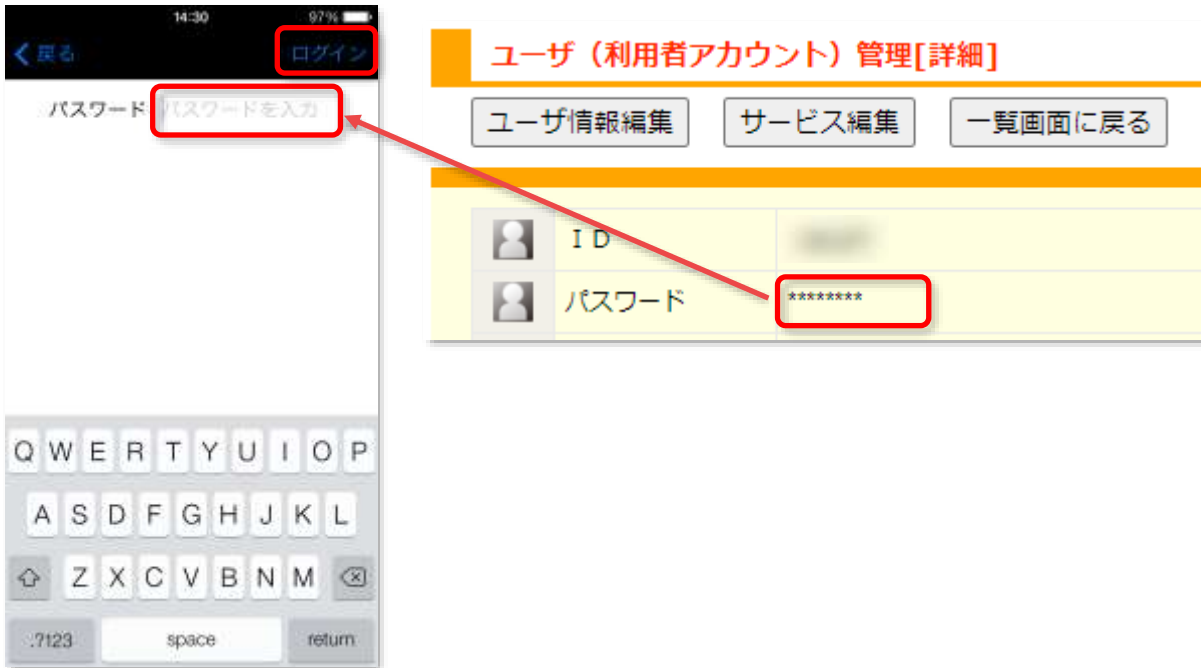 14:30 97%
戻る ログイン
パスワード パスワードを入力
Q W E R T Y U I O P
A S D F G H J K L
Z X C V B N M
.?123 space return
ユーザ（利用者アカウント）管理[詳細]
ユーザ情報編集 サービス編集 一覧画面に戻る
ＩＤ
パスワード ********